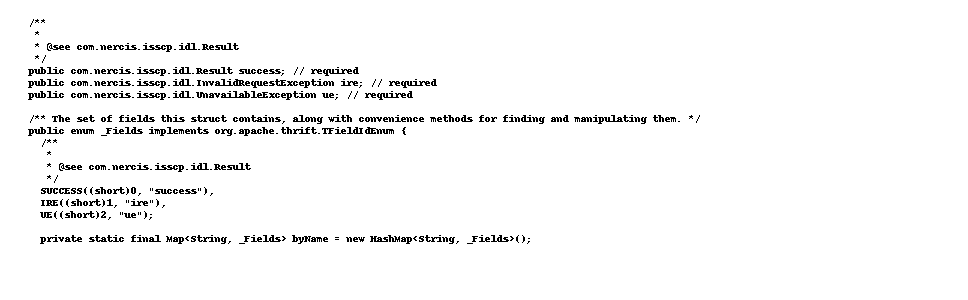 /**
 *
 * @see com.nercis.isscp.idl.Result
 */
public com.nercis.isscp.idl.Result success; // required
public com.nercis.isscp.idl.InvalidRequestException ire; // required
public com.nercis.isscp.idl.UnavailableException ue; // required

/** The set of fields this struct contains, along with convenience methods for finding and manipulating them. */
public enum _Fields implements org.apache.thrift.TFieldIdEnum {
  /**
   *
   * @see com.nercis.isscp.idl.Result
   */
  SUCCESS((short)0, "success"),
  IRE((short)1, "ire"),
  UE((short)2, "ue");

  private static final Map<String, _Fields> byName = new HashMap<String, _Fields>();